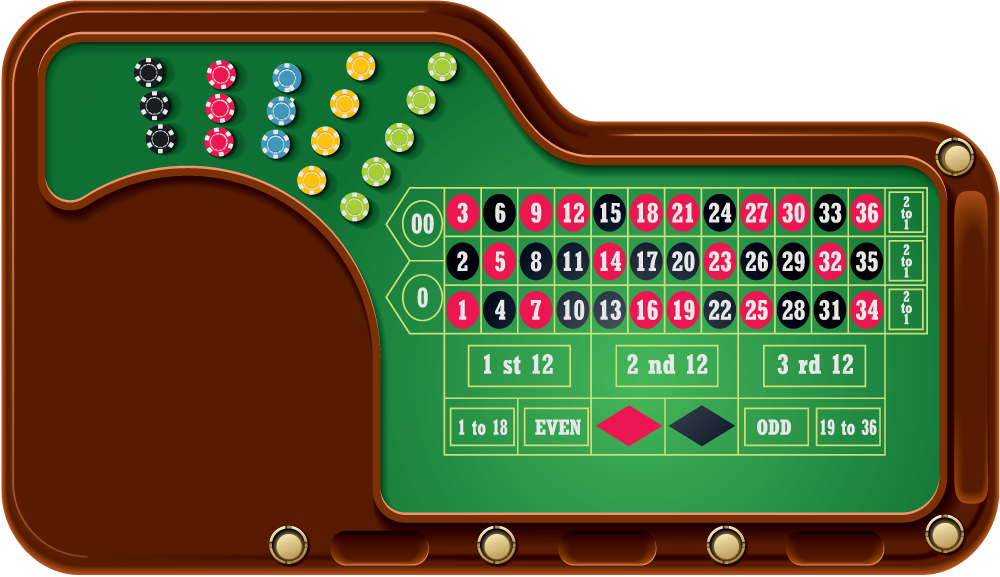 00 3 6 9 12 15 18 21 24 27 30 33 36 2 to 1
2 5 8 11 14 17 20 23 26 29 32 35 2 to 1
0 1 4 7 10 13 16 19 22 25 28 31 34 2 to 1
1 st 12 2 nd 12 3 rd 12
1 to 18 EVEN ODD 19 to 36